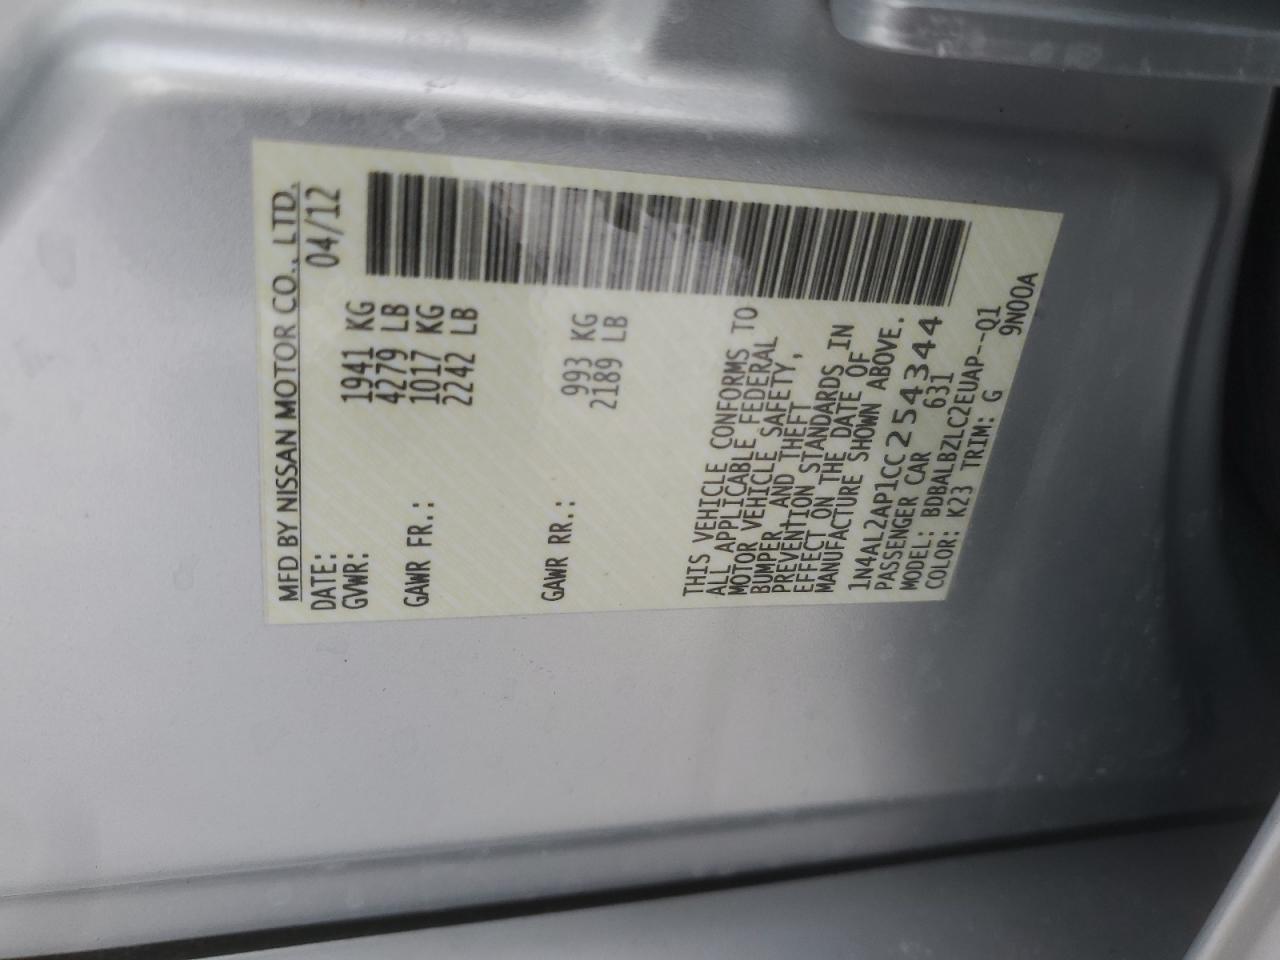 MFD BY NISSAN MOTOR CO., LTD.
DATE: 04/12
GVWR: 1941 KG
4279 LB
GAWR FR.: 1017 KG
2242 LB
GAWR RR.: 993 KG
2189 LB
THIS VEHICLE CONFORMS TO
ALL APPLICABLE FEDERAL
MOTOR VEHICLE SAFETY,
BUMPER, AND THEFT
PREVENTION STANDARDS IN
EFFECT ON THE DATE OF
MANUFACTURE SHOWN ABOVE.
1N4AL2AP1CC254344
PASSENGER CAR 631
MODEL: BDBALBZLC2EUAP--Q1
COLOR: K23 TRIM: G 9N00A